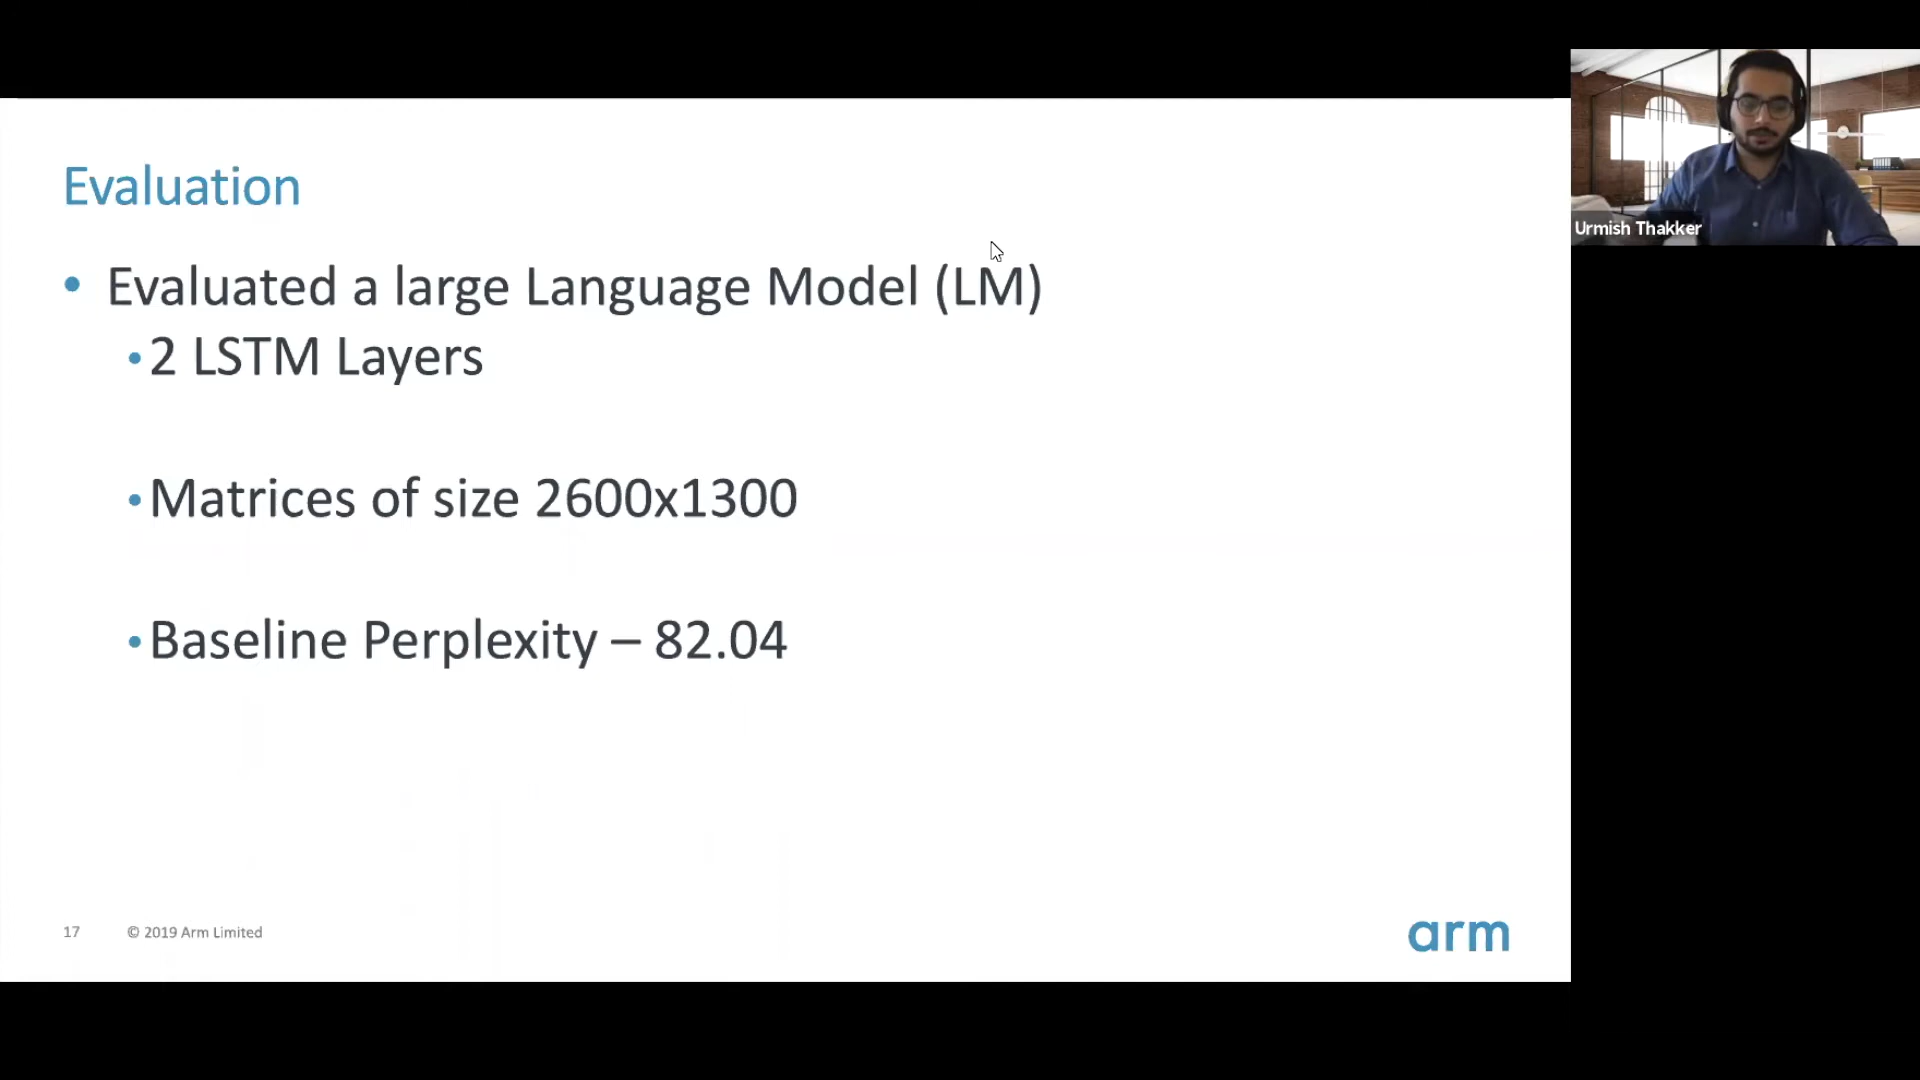 Evaluation
• Evaluated a large Language Model (LM)
• 2 LSTM Layers
• Matrices of size 2600x1300
• Baseline Perplexity – 82.04
17 © 2019 Arm Limited
arm
Urmish Thakker